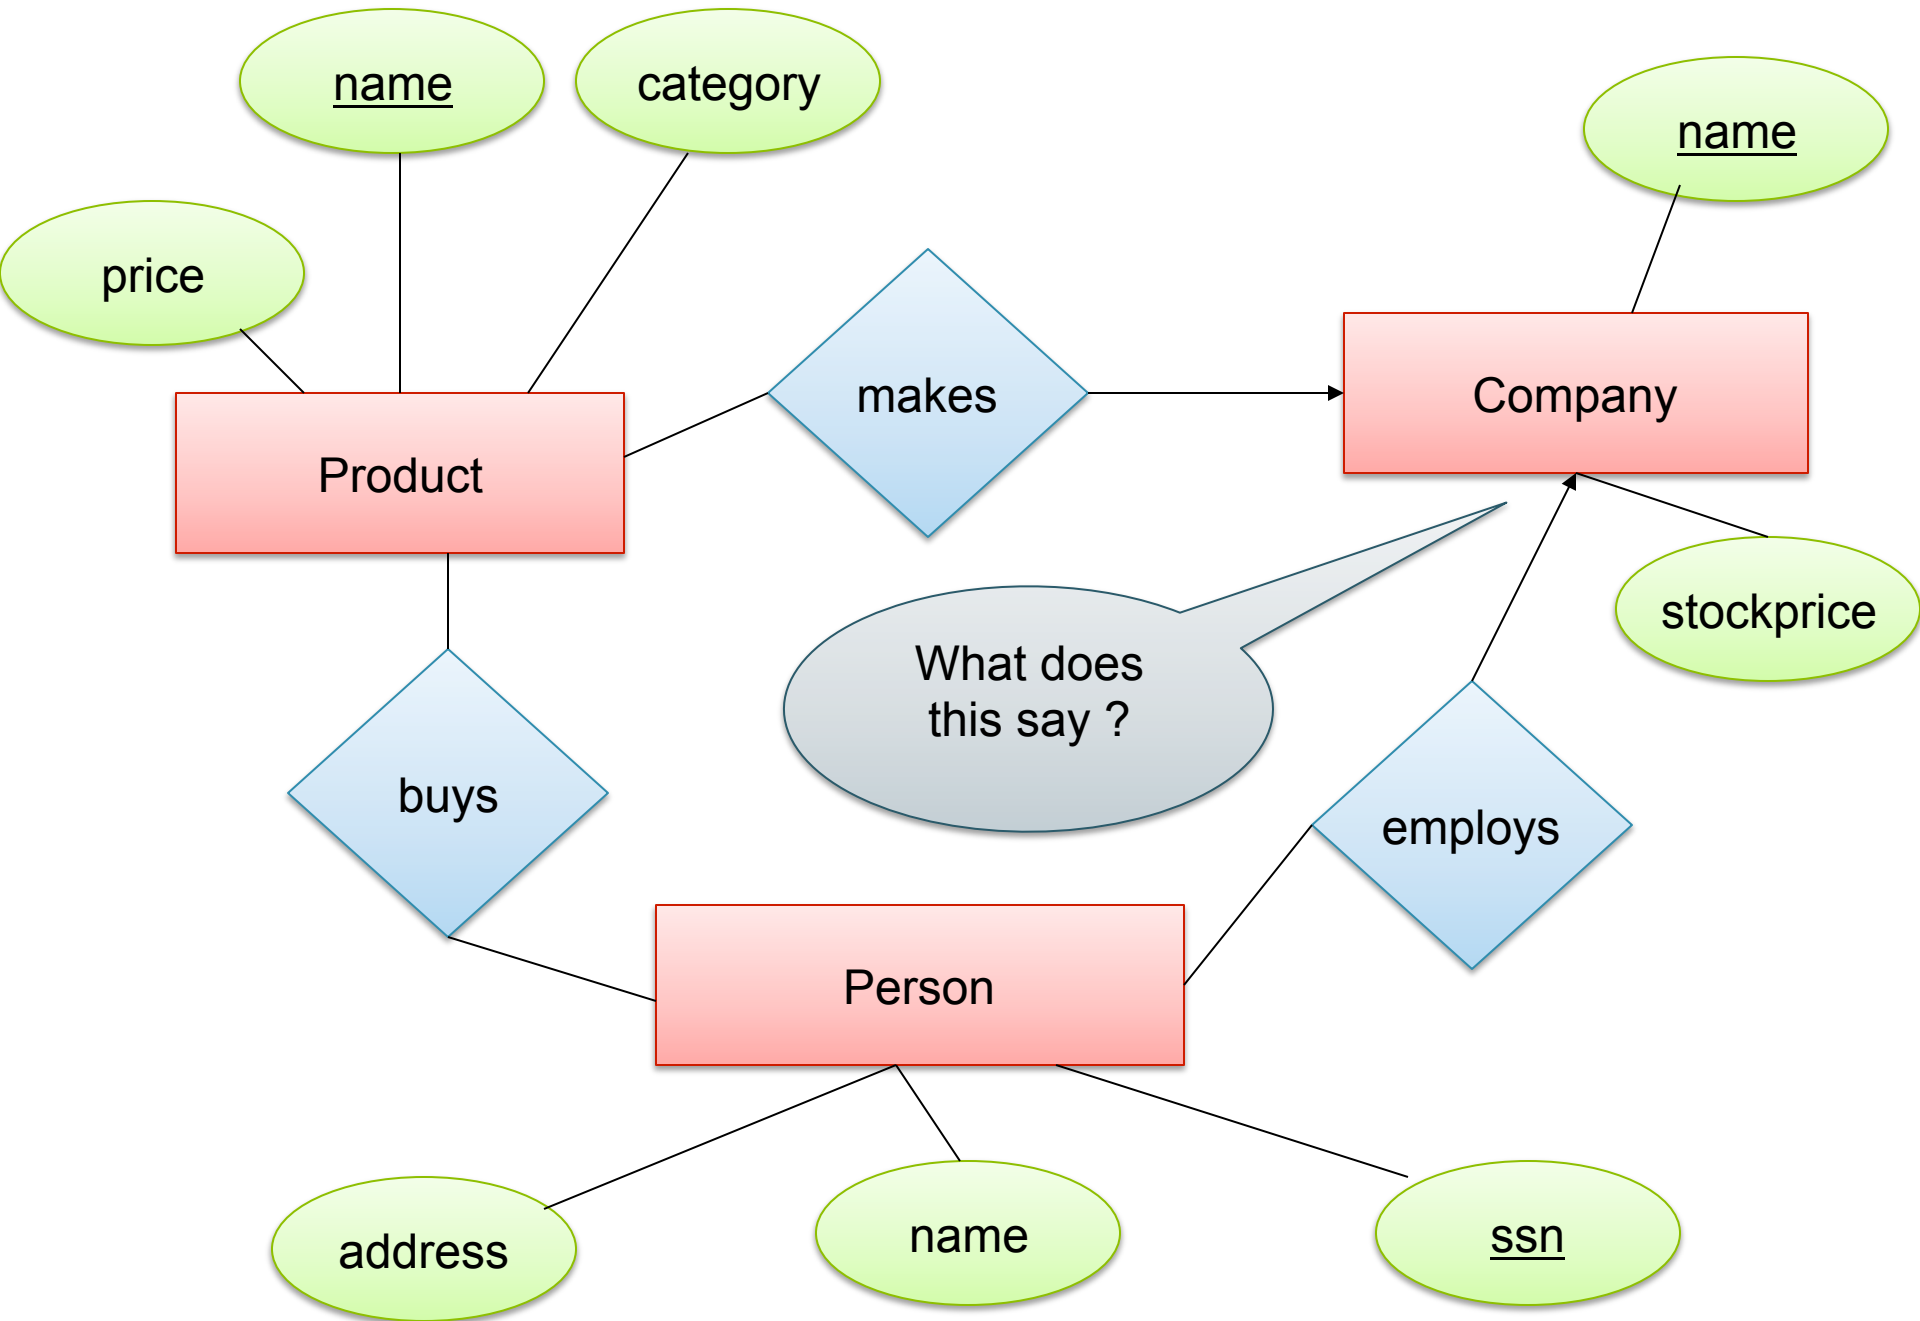 name
category
name
price
makes
Company
Product
stockprice
What does
this say ?
buys
employs
Person
address
name
ssn